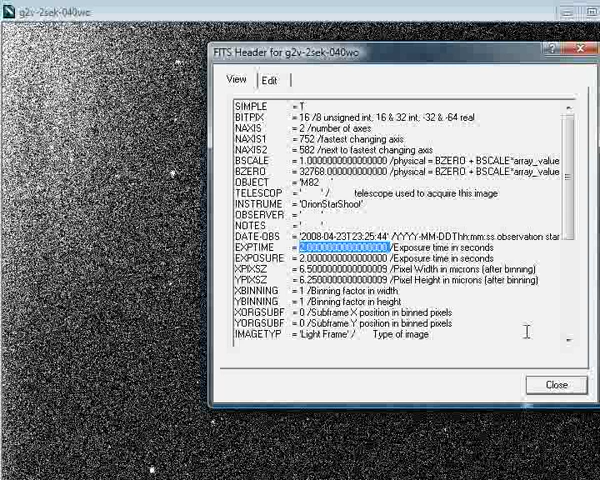 g2v-2sek-040wc
FITS Header for g2v-2sek-040wo
View Edit
SIMPLE = T
BITPIX = 16 /8 unsigned int, 16 & 32 int, -32 & -64 real
NAXIS = 2 /number of axes
NAXIS1 = 752 /fastest changing axis
NAXIS2 = 582 /next to fastest changing axis
BSCALE = 1.0000000000000000 /physical = BZERO + BSCALE*array_value
BZERO = 32768.000000000000 /physical = BZERO + BSCALE*array_value
OBJECT = 'M82 '
TELESCOP = ' ' / telescope used to acquire this image
INSTRUME = 'OrionStarShoot'
OBSERVER = ' '
NOTES = ' '
DATE-OBS = '2008-04-23T23:25:44' /YYYY-MM-DDThh:mm:ss observation star
EXPTIME = 2.0000000000000000 /Exposure time in seconds
EXPOSURE = 2.0000000000000000 /Exposure time in seconds
XPIXSZ = 6.5000000000000009 /Pixel Width in microns (after binning)
YPIXSZ = 6.2500000000000009 /Pixel Height in microns (after binning)
XBINNING = 1 /Binning factor in width
YBINNING = 1 /Binning factor in height
XORGSUBF = 0 /Subframe X position in binned pixels
YORGSUBF = 0 /Subframe Y position in binned pixels
IMAGETYP = 'Light Frame' / Type of image
Close